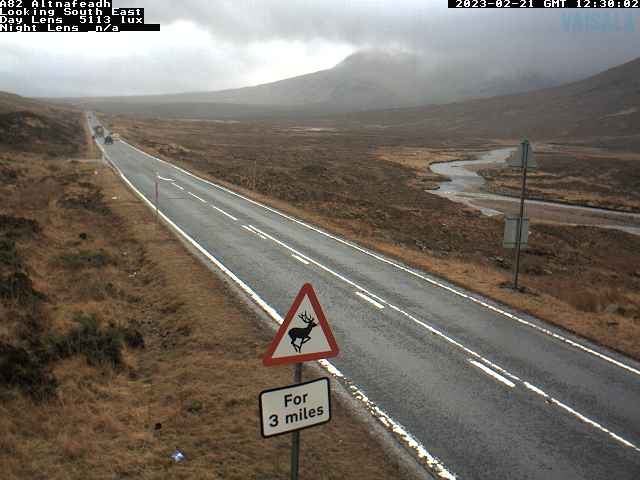 A82 Altnafeadh
Looking South East
Day Lens 5113 lux
Night Lens n/a
2023-02-21 GMT 12:30:02
VAISALA
For
3 miles